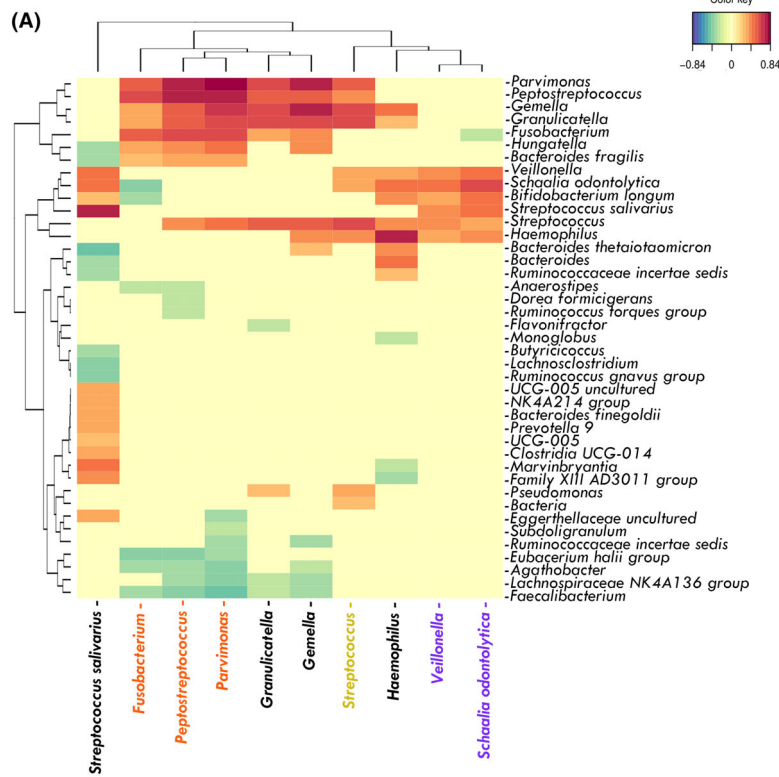 (A)
Color Key
−0.84 0 0.84
-Parvimonas
-Peptostreptococcus
-Gemella
-Granulicatella
-Fusobacterium
-Hungatella
-Bacteroides fragilis
-Veillonella
-Schaalia odontolytica
-Bifidobacterium longum
-Streptococcus salivarius
-Streptococcus
-Haemophilus
-Bacteroides thetaiotaomicron
-Bacteroides
-Ruminococcaceae incertae sedis
-Anaerostipes
-Dorea formicigerans
-Ruminococcus torques group
-Flavonifractor
-Monoglobus
-Butyricicoccus
-Lachnosclostridium
-Ruminococcus gnavus group
-UCG-005 uncultured
-NK4A214 group
-Bacteroides finegoldii
-Prevotella 9
-UCG-005
-Clostridia UCG-014
-Marvinbryantia
-Family XIII AD3011 group
-Pseudomonas
-Bacteria
-Eggerthellaceae uncultured
-Subdoligranulum
-Ruminococcaceae incertae sedis
-Eubacerium halii group
-Agathobacter
-Lachnospiraceae NK4A136 group
-Faecalibacterium
Streptococcus salivarius -
Fusobacterium -
Peptostreptococcus -
Parvimonas -
Granulicatella -
Gemella -
Streptococcus -
Haemophilus -
Veillonella -
Schaalia odontolytica -